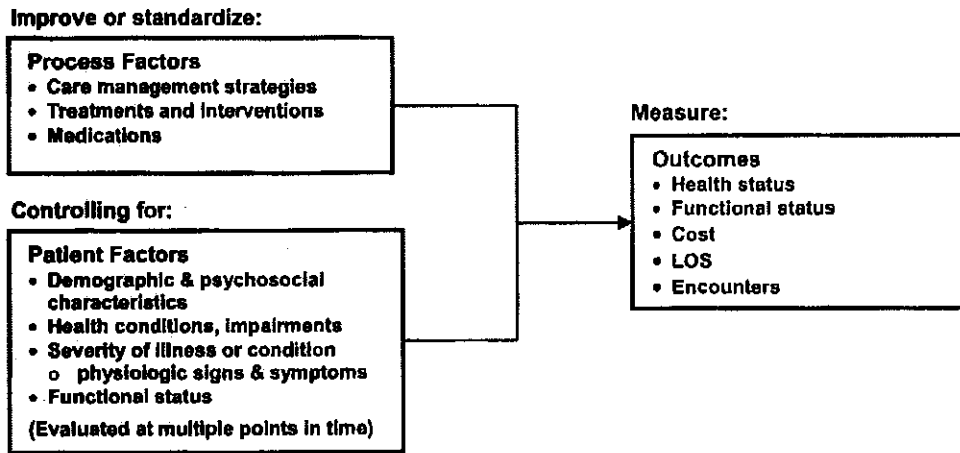 Improve or standardize:
Process Factors
• Care management strategies
• Treatments and interventions
• Medications
Measure:
Outcomes
• Health status
• Functional status
• Cost
• LOS
• Encounters
Controlling for:
Patient Factors
• Demographic & psychosocial
characteristics
• Health conditions, impairments
• Severity of illness or condition
o physiologic signs & symptoms
• Functional status
(Evaluated at multiple points in time)